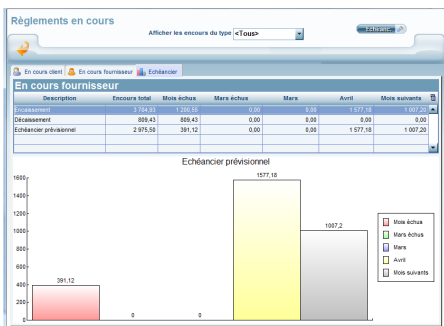 Règlements en cours
Afficher les encours du type <Tous>
En cours client En cours fournisseur Echéancier
En cours fournisseur
Description Encours total Mois échus Mars échus Mars Avril Mois suivants
Encaissement 3 784,93 1 200,55 0,00 0,00 1 577,18 1 007,20
Décaissement 809,43 809,43 0,00 0,00 0,00 0,00
Echéancier prévisionnel 2 975,50 391,12 0,00 0,00 1 577,18 1 007,20
Echéancier prévisionnel
1600
1400
1200
1000
800
600
400
200
0
391,12
0
0
1577,18
1007,2
Mois échus
Mars échus
Mars
Avril
Mois suivants